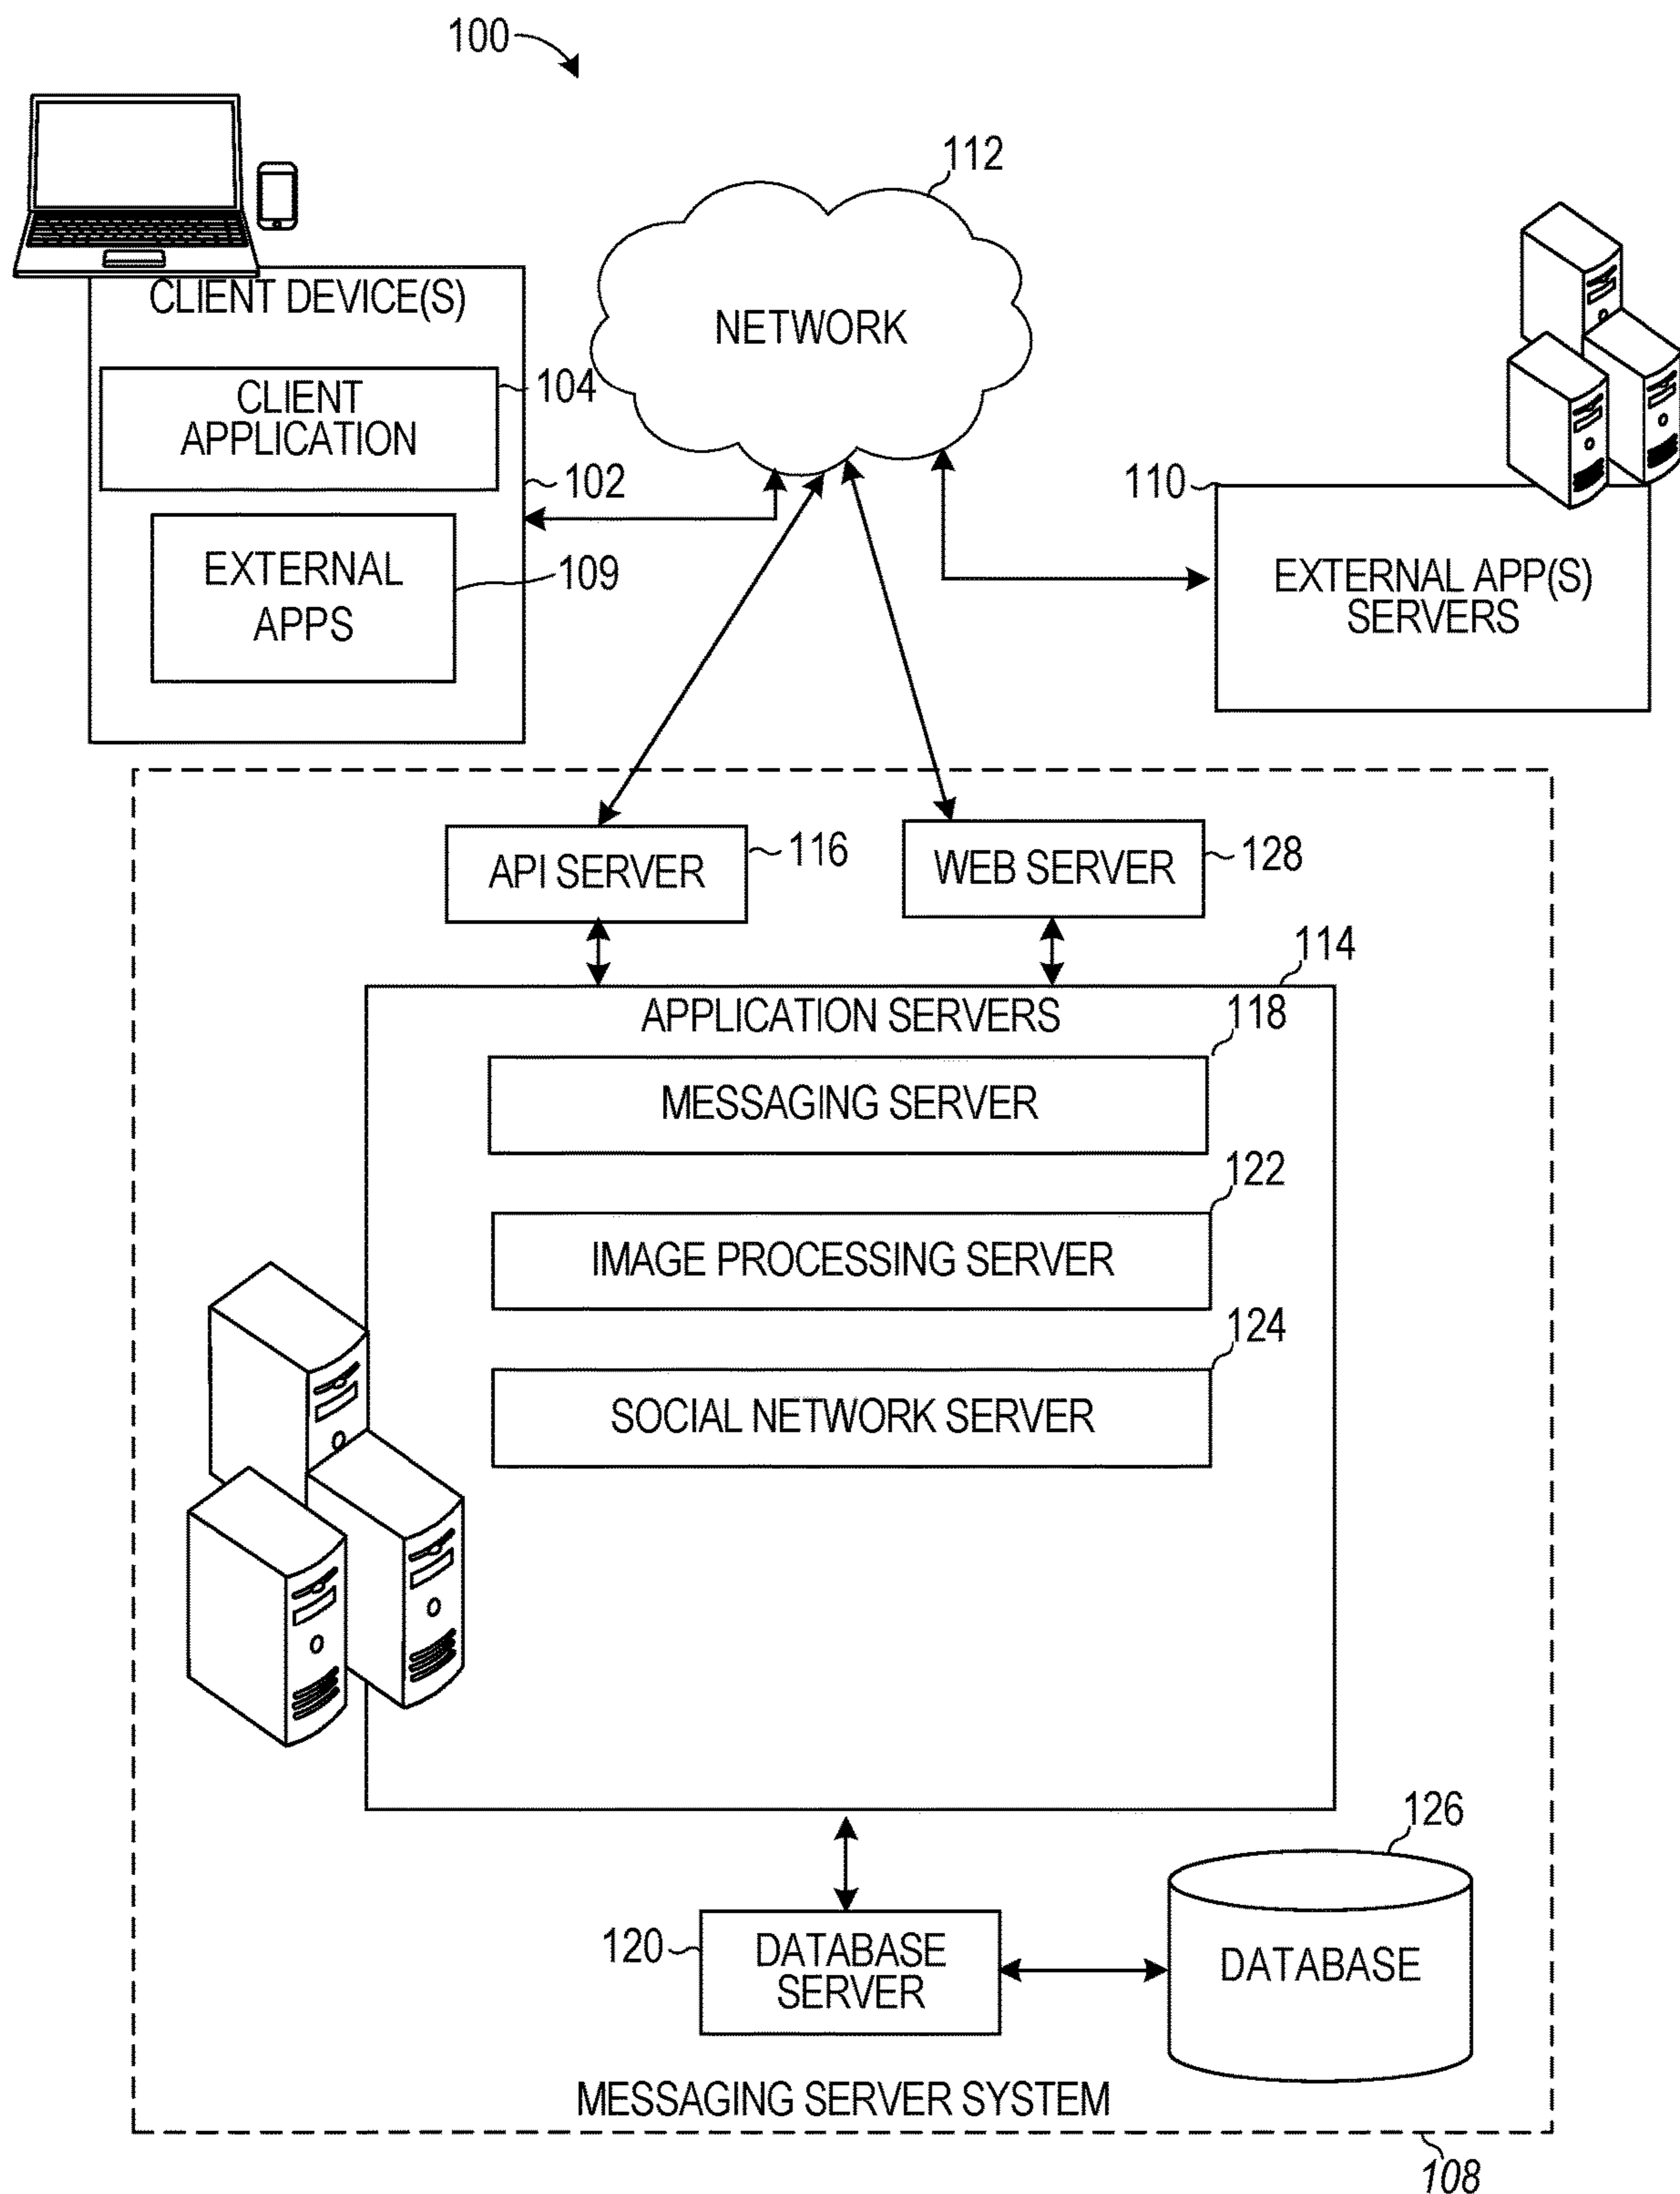 100
112
CLIENT DEVICE(S)
NETWORK
104
CLIENT
APPLICATION
102
110
EXTERNAL
APPS
109
EXTERNAL APP(S)
SERVERS
API SERVER
116
WEB SERVER
128
114
APPLICATION SERVERS
118
MESSAGING SERVER
122
IMAGE PROCESSING SERVER
124
SOCIAL NETWORK SERVER
126
120
DATABASE
SERVER
DATABASE
MESSAGING SERVER SYSTEM
108